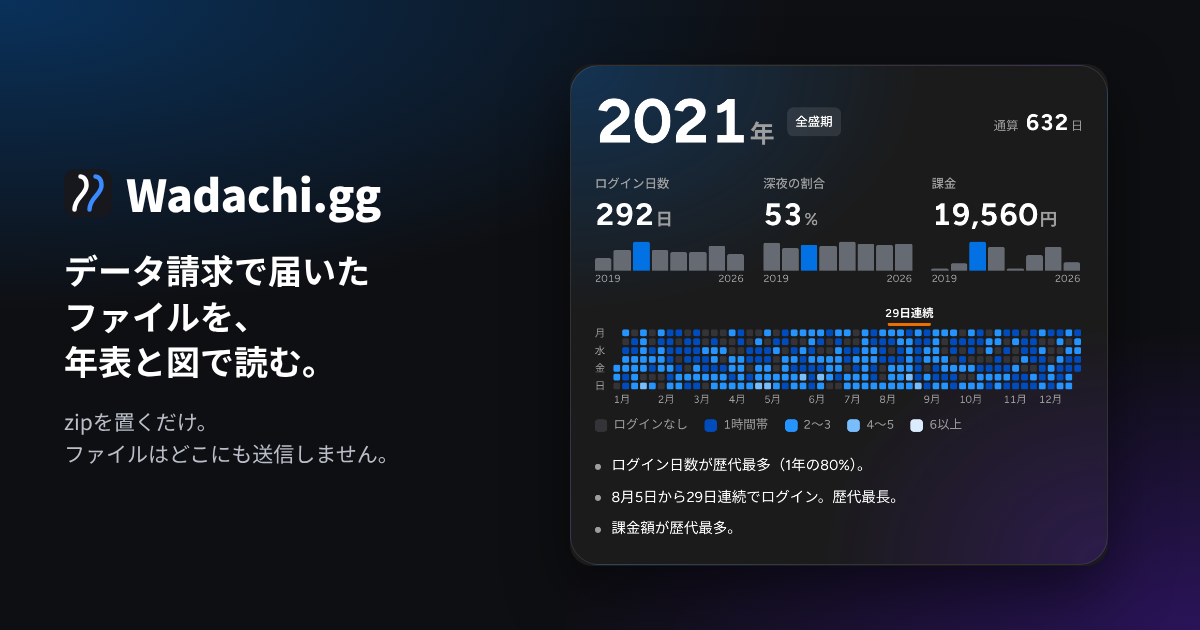 Wadachi.gg
データ請求で届いた
ファイルを、
年表と図で読む。
zipを置くだけ。
ファイルはどこにも送信しません。
2021年 全盛期 通算 632日
ログイン日数 深夜の割合 課金
292日 53% 19,560円
2019 2026 2019 2026 2019 2026
29日連続
月
水
金
日
1月 2月 3月 4月 5月 6月 7月 8月 9月 10月 11月 12月
ログインなし 1時間帯 2〜3 4〜5 6以上
ログイン日数が歴代最多（1年の80%）。
8月5日から29日連続でログイン。歴代最長。
課金額が歴代最多。